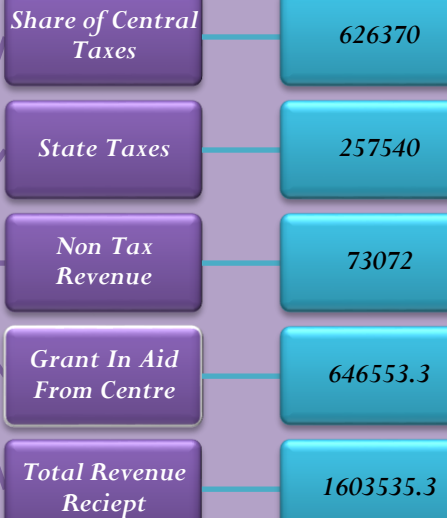 Share of Central
Taxes
626370
State Taxes
257540
Non Tax
Revenue
73072
Grant In Aid
From Centre
646553.3
Total Revenue
Reciept
1603535.3